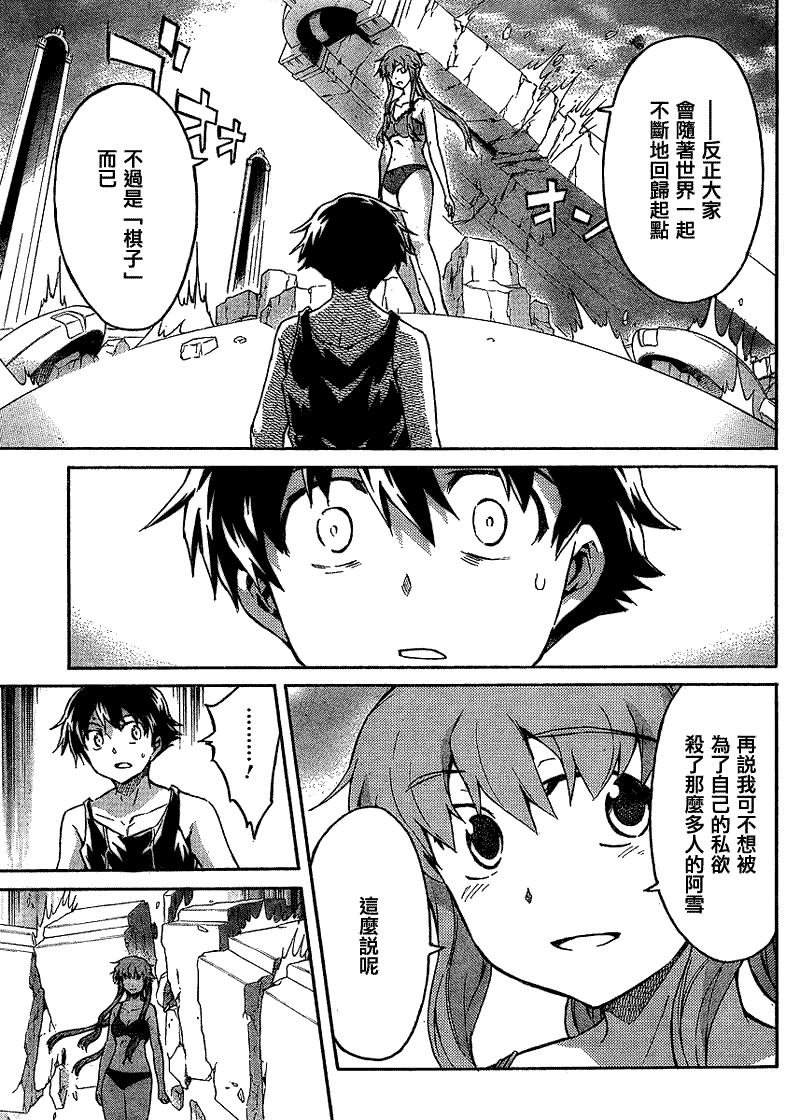 ——反正大家
會隨著世界一起
不斷地回歸起點
不過是「棋子」
而已
ゴオオォ
オン
再說我可不想被
為了自己的私欲
殺了那麼多人的阿雪
這麼說呢
………！